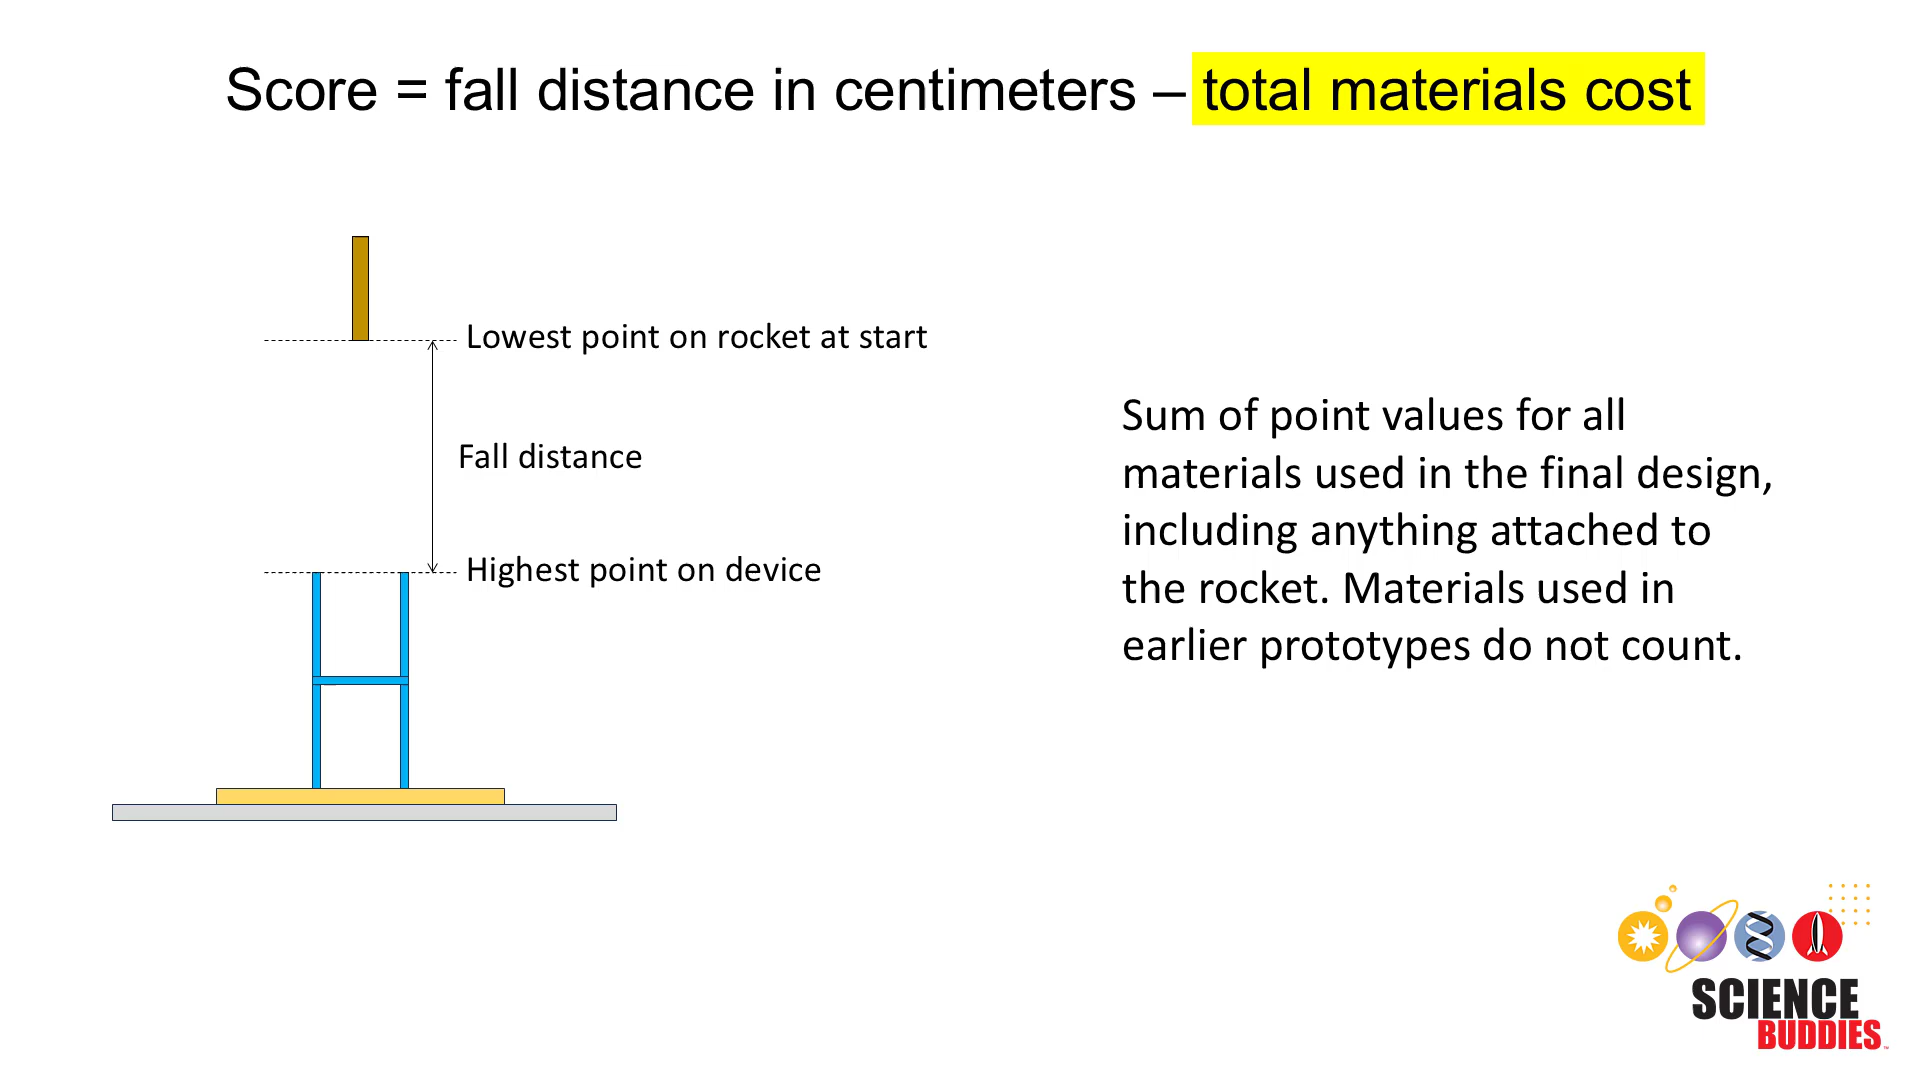 Score = fall distance in centimeters – total materials cost
Lowest point on rocket at start
Fall distance
Highest point on device
Sum of point values for all
materials used in the final design,
including anything attached to
the rocket. Materials used in
earlier prototypes do not count.
SCIENCE
BUDDIES™